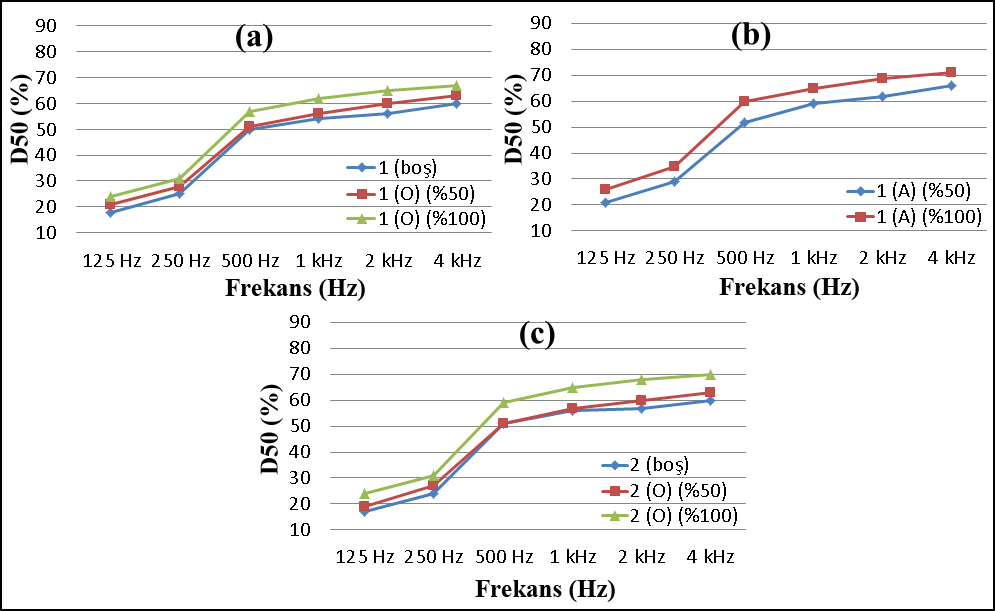 (a)
90
80
70
60
50
40
30
20
10
D50 (%)
1 (boş)
1 (O) (%50)
1 (O) (%100)
125 Hz 250 Hz 500 Hz 1 kHz 2 kHz 4 kHz
Frekans (Hz)
(b)
90
80
70
60
50
40
30
20
10
D50 (%)
1 (A) (%50)
1 (A) (%100)
125 Hz 250 Hz 500 Hz 1 kHz 2 kHz 4 kHz
Frekans (Hz)
(c)
90
80
70
60
50
40
30
20
10
D50 (%)
2 (boş)
2 (O) (%50)
2 (O) (%100)
125 Hz 250 Hz 500 Hz 1 kHz 2 kHz 4 kHz
Frekans (Hz)